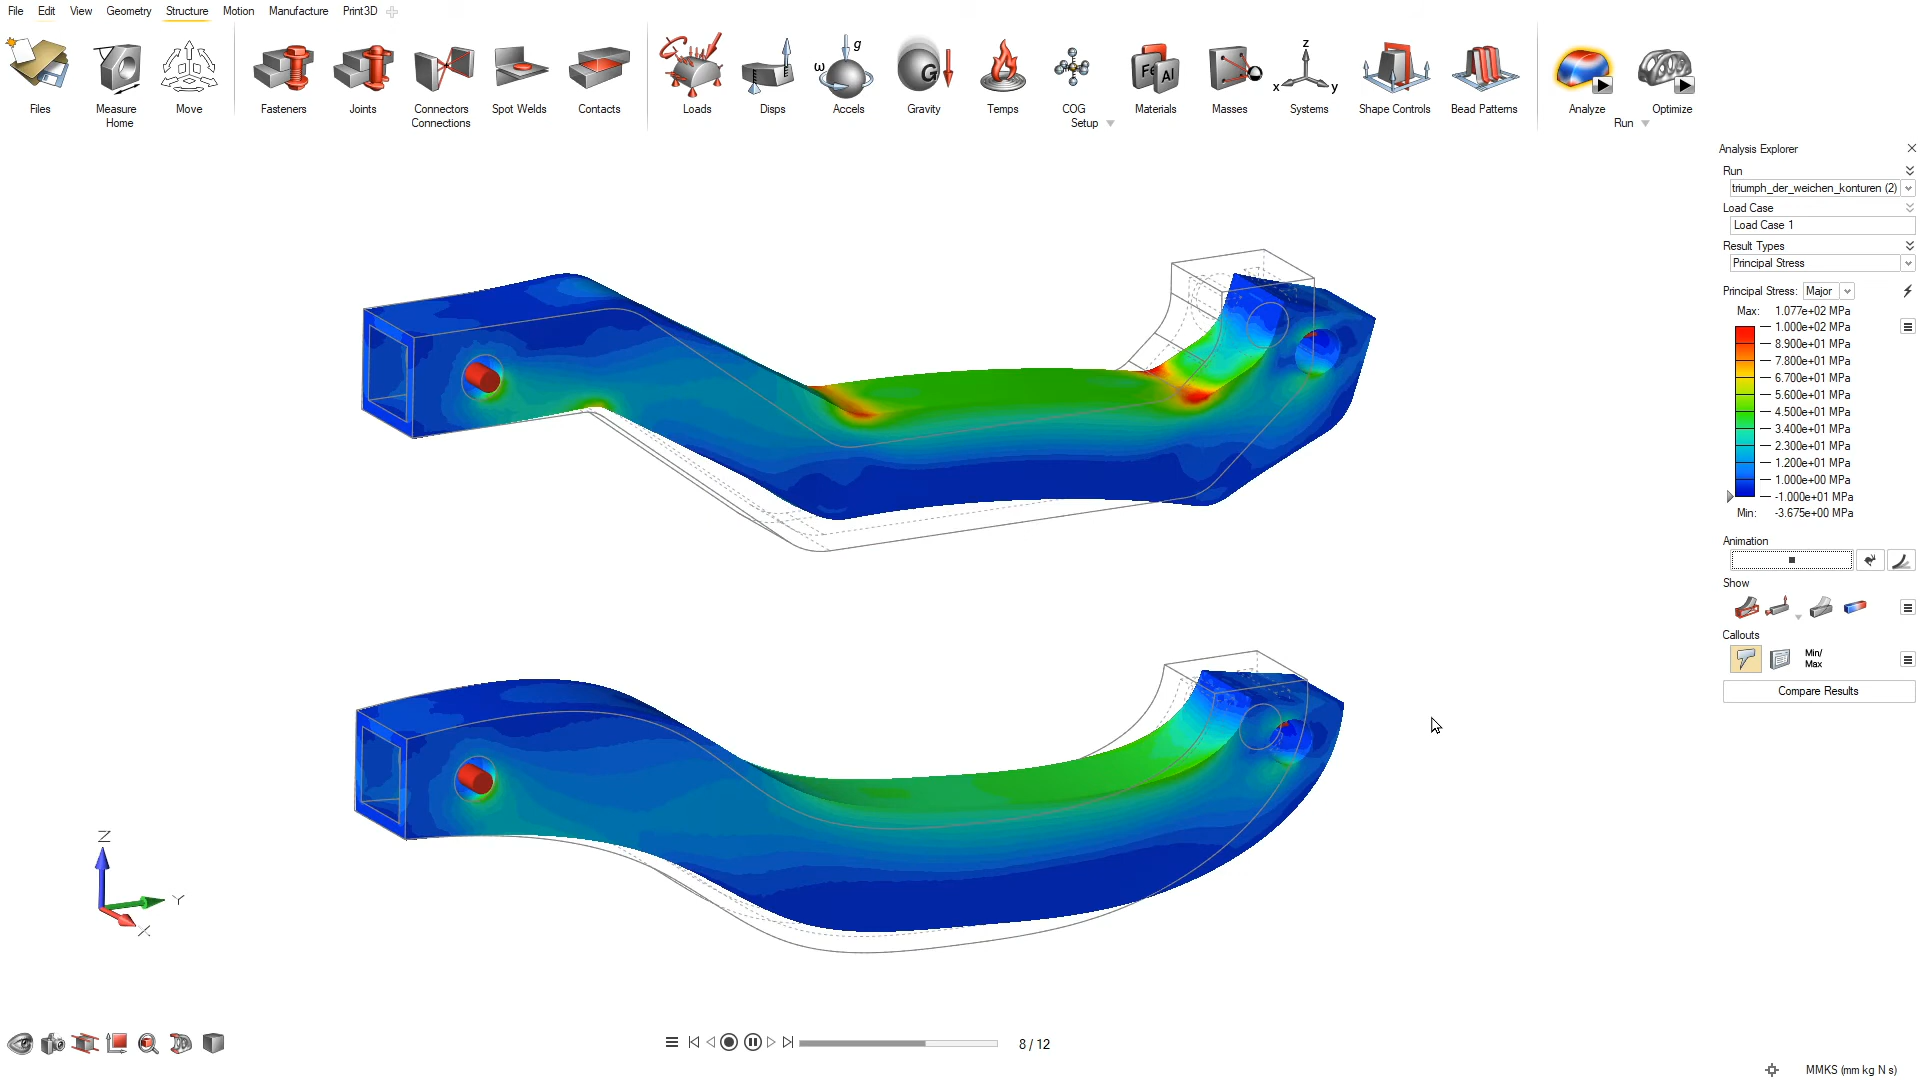 File Edit View Geometry Structure Motion Manufacture Print3D
Files Measure Move Fasteners Joints Connectors Spot Welds Contacts Loads Disps Accels Gravity Temps COG Materials Masses Systems Shape Controls Bead Patterns Analyze Optimize
Home Connections Setup Run
g
ω
G
Fe
Al
z
x y
Analysis Explorer
Run
triumph_der_weichen_konturen (2)
Load Case
Load Case 1
Result Types
Principal Stress
Principal Stress: Major
Max: 1.077e+02 MPa
1.000e+02 MPa
8.900e+01 MPa
7.800e+01 MPa
6.700e+01 MPa
5.600e+01 MPa
4.500e+01 MPa
3.400e+01 MPa
2.300e+01 MPa
1.200e+01 MPa
1.000e+00 MPa
-1.000e+01 MPa
Min: -3.675e+00 MPa
Animation
Show
Callouts
Min/
Max
Compare Results
Z
Y
X
8 / 12
MMKS (mm kg N s)